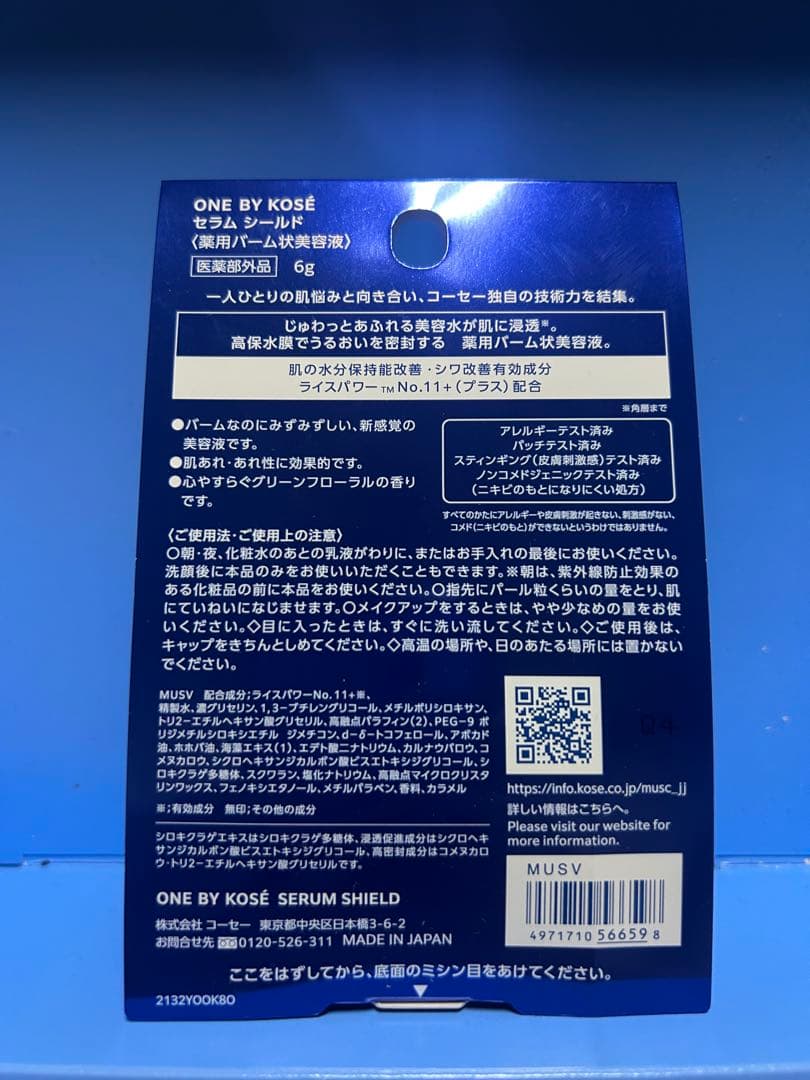 ONE BY KOSÉ
セラム シールド
〈薬用バーム状美容液〉
医薬部外品 6g
一人ひとりの肌悩みと向き合い、コーセー独自の技術力を結集。
じゅわっとあふれる美容水が肌に浸透※。
高保水膜でうるおいを密封する 薬用バーム状美容液。
肌の水分保持能改善・シワ改善有効成分
ライスパワー™No.11+(プラス)配合
※角層まで
●バームなのにみずみずしい、新感覚の
美容液です。
●肌あれ・あれ性に効果的です。
●心やすらぐグリーンフローラルの香り
です。
アレルギーテスト済み
パッチテスト済み
スティンギング(皮膚刺激感)テスト済み
ノンコメドジェニックテスト済み
(ニキビのもとになりにくい処方)
すべてのかたにアレルギーや皮膚刺激が起きない、刺激感がない、
コメド(ニキビのもと)ができないというわけではありません。
〈ご使用法・ご使用上の注意〉
○朝・夜、化粧水のあとの乳液がわりに、またはお手入れの最後にお使いください。
洗顔後に本品のみをお使いいただくこともできます。※朝は、紫外線防止効果の
ある化粧品の前に本品をお使いください。○指先にパール粒くらいの量をとり、肌
にていねいになじませます。○メイクアップをするときは、やや少なめの量をお使
いください。◇目に入ったときは、すぐに洗い流してください。◇ご使用後は、
キャップをきちんとしめてください。◇高温の場所や、日のあたる場所には置かない
でください。
MUSV 配合成分;ライスパワーNo.11+※、
精製水、濃グリセリン、1,3-ブチレングリコール、メチルポリシロキサン、
トリ2-エチルヘキサン酸グリセリル、高融点パラフィン(2)、PEG-9 ポ
リジメチルシロキシエチル ジメチコン、d-δ-トコフェロール、アボカド
油、ホホバ油、海藻エキス(1)、エデト酸二ナトリウム、カルナウバロウ、コ
メヌカロウ、シクロヘキサンジカルボン酸ビスエトキシジグリコール、シ
ロキクラゲ多糖体、スクワラン、塩化ナトリウム、高融点マイクロクリスタ
リンワックス、フェノキシエタノール、メチルパラベン、香料、カラメル
※;有効成分 無印;その他の成分
シロキクラゲエキスはシロキクラゲ多糖体、浸透促進成分はシクロヘキ
サンジカルボン酸ビスエトキシジグリコール、高密封成分はコメヌカロ
ウ・トリ2-エチルヘキサン酸グリセリルです。
04
https://info.kose.co.jp/musc_jj
詳しい情報はこちらへ。
Please visit our website for
more information.
MUSV
4971710 566598
ONE BY KOSÉ SERUM SHIELD
株式会社 コーセー 東京都中央区日本橋3-6-2
お問合せ先 0120-526-311 MADE IN JAPAN
ここをはずしてから、底面のミシン目をあけてください。
2132YOOK8O